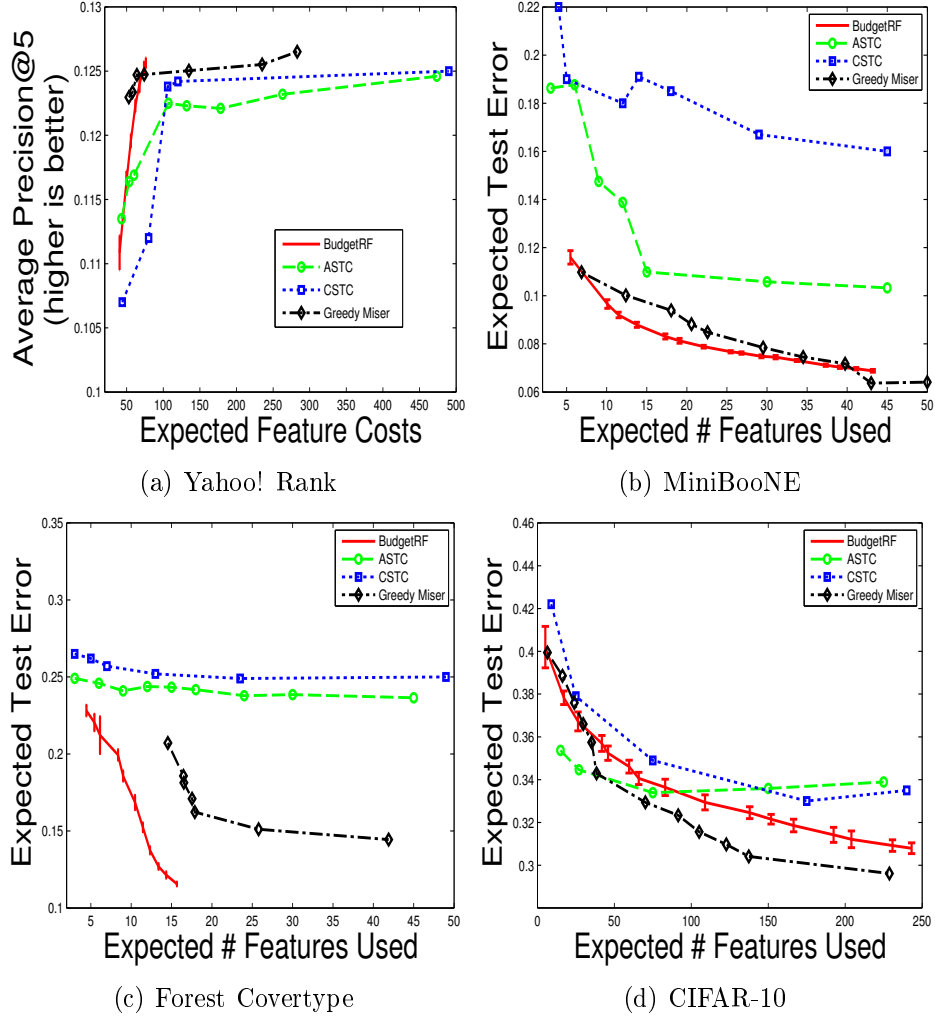 Average Precision@5
(higher is better)
0.13
0.125
0.12
0.115
0.11
0.105
0.1
BudgetRF
ASTC
CSTC
Greedy Miser
50 100 150 200 250 300 350 400 450 500
Expected Feature Costs
(a) Yahoo! Rank
Expected Test Error
0.22
0.2
0.18
0.16
0.14
0.12
0.1
0.08
0.06
BudgetRF
ASTC
CSTC
Greedy Miser
5 10 15 20 25 30 35 40 45 50
Expected # Features Used
(b) MiniBooNE
Expected Test Error
0.35
0.3
0.25
0.2
0.15
0.1
BudgetRF
ASTC
CSTC
Greedy Miser
5 10 15 20 25 30 35 40 45 50
Expected # Features Used
(c) Forest Covertype
Expected Test Error
0.46
0.44
0.42
0.4
0.38
0.36
0.34
0.32
0.3
BudgetRF
ASTC
CSTC
Greedy Miser
0 50 100 150 200 250
Expected # Features Used
(d) CIFAR-10